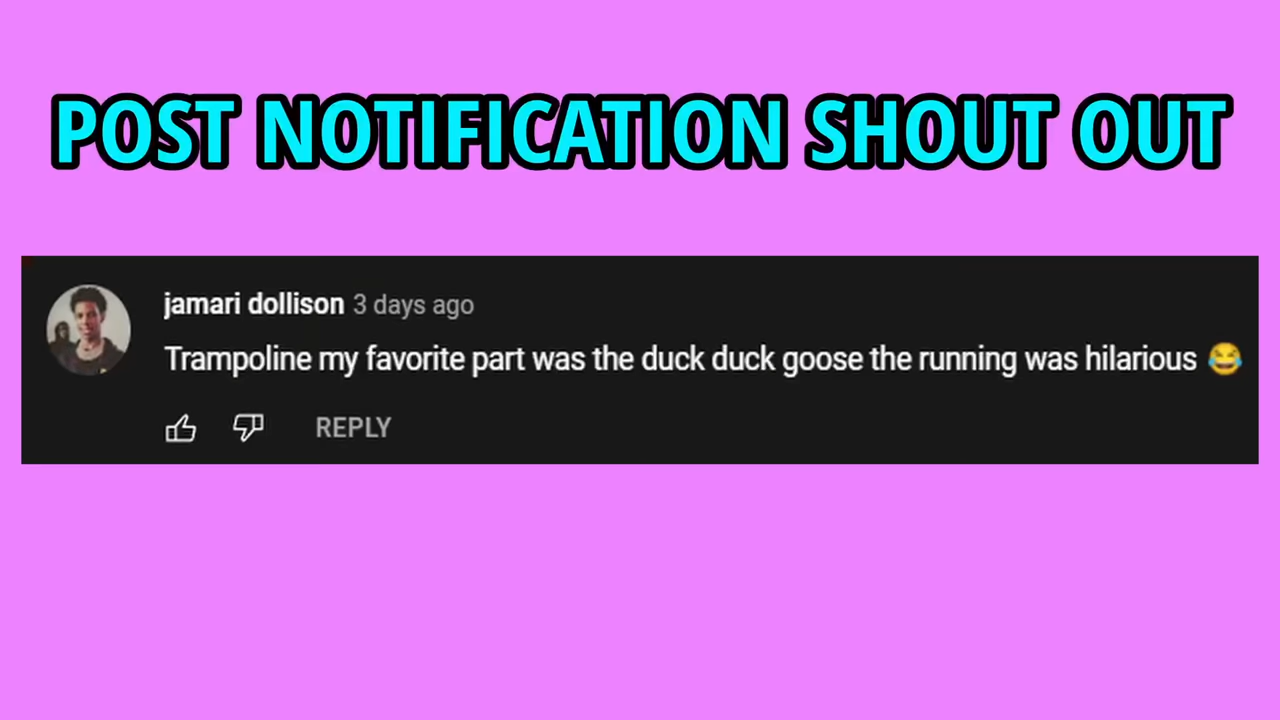 POST NOTIFICATION SHOUT OUT
jamari dollison 3 days ago
Trampoline my favorite part was the duck duck goose the running was hilarious 😂
REPLY